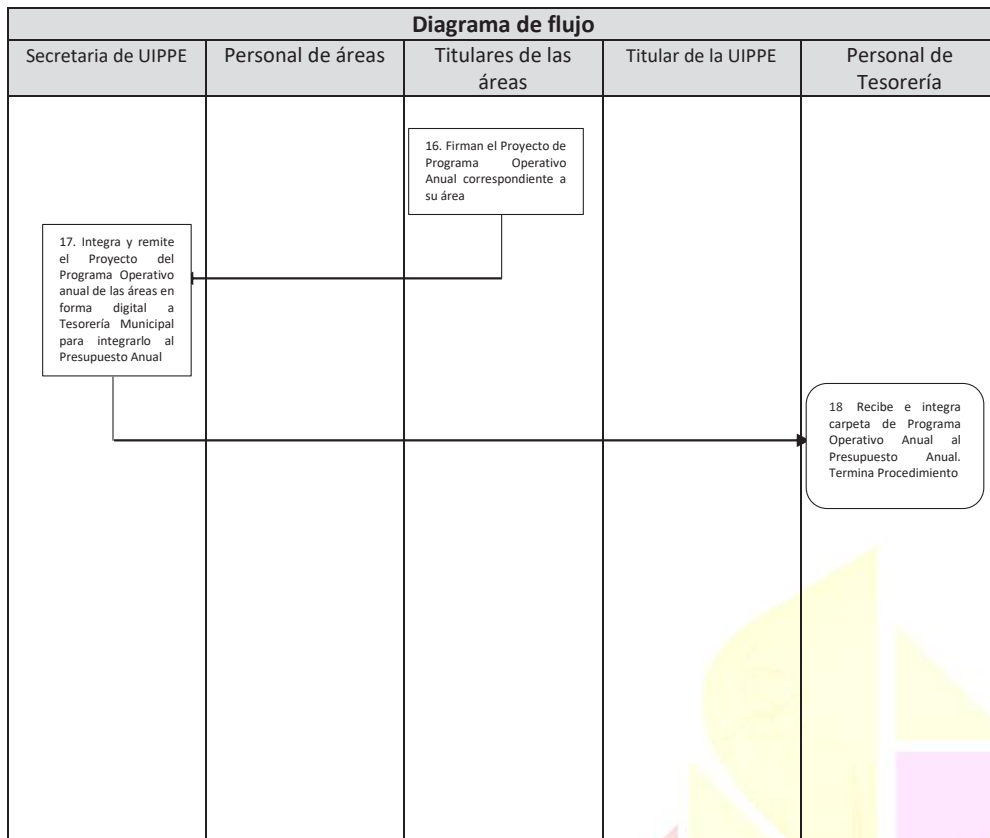 Diagrama de flujo
Secretaria de UIPPE
Personal de áreas
Titulares de las
áreas
Titular de la UIPPE
Personal de
Tesorería
16. Firman el Proyecto de
Programa Operativo
Anual correspondiente a
su área
17. Integra y remite
el Proyecto del
Programa Operativo
anual de las áreas en
forma digital a
Tesorería Municipal
para integrarlo al
Presupuesto Anual
18 Recibe e integra
carpeta de Programa
Operativo Anual al
Presupuesto Anual.
Termina Procedimiento